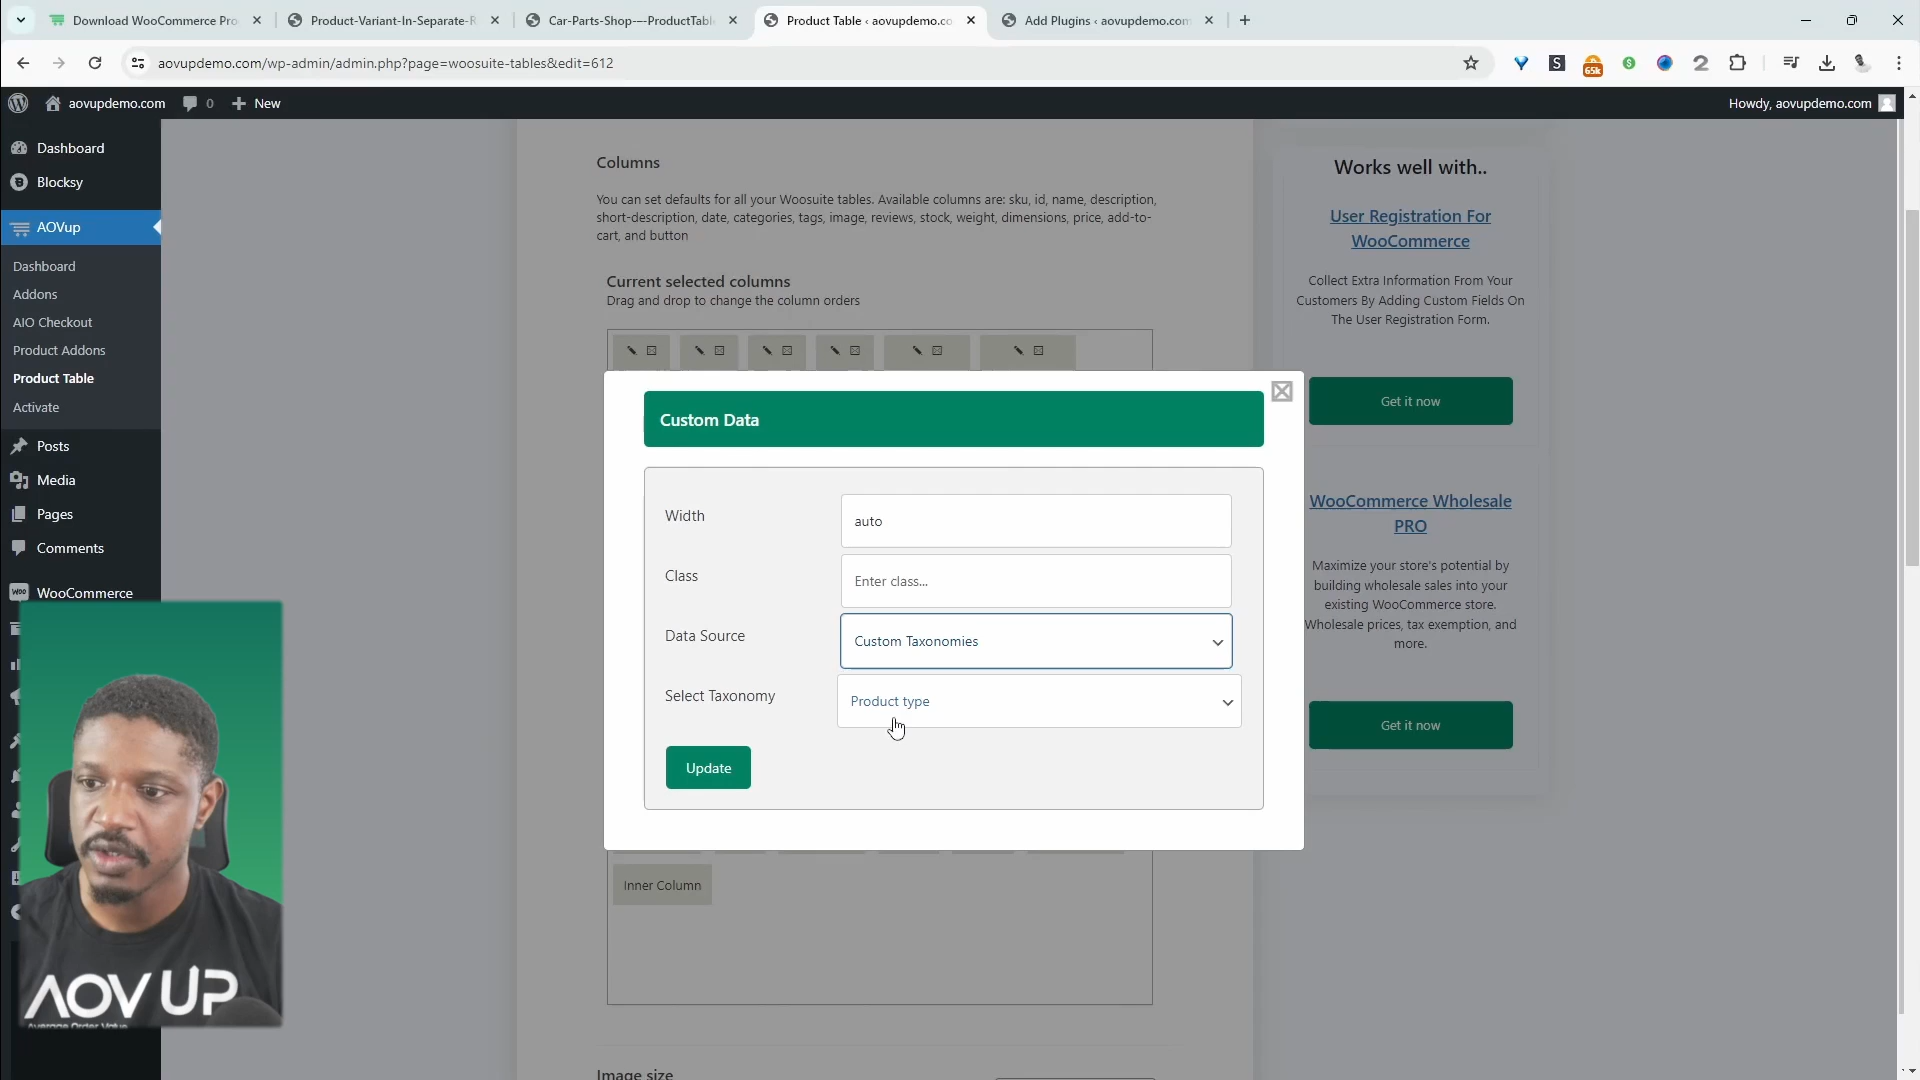 Download WooCommerce Pro
Product-Variant-In-Separate-R
Car-Parts-Shop-–-ProductTabl
Product Table ‹ aovupdemo.co
Add Plugins ‹ aovupdemo.com
aovupdemo.com/wp-admin/admin.php?page=woosuite-tables&edit=612
65k
aovupdemo.com
0
New
Howdy, aovupdemo.com
Dashboard
Blocksy
AOVup
Dashboard
Addons
AIO Checkout
Product Addons
Product Table
Activate
Posts
Media
Pages
Comments
WooCommerce
Columns
You can set defaults for all your Woosuite tables. Available columns are: sku, id, name, description,
short-description, date, categories, tags, image, reviews, stock, weight, dimensions, price, add-to-
cart, and button
Current selected columns
Drag and drop to change the column orders
Custom Data
Width
auto
Class
Enter class...
Data Source
Custom Taxonomies
Select Taxonomy
Product type
Update
Inner Column
Image size
Works well with..
User Registration For
WooCommerce
Collect Extra Information From Your
Customers By Adding Custom Fields On
The User Registration Form.
Get it now
WooCommerce Wholesale
PRO
Maximize your store's potential by
building wholesale sales into your
existing WooCommerce store.
Wholesale prices, tax exemption, and
more.
Get it now
AOV UP
Average Order Value